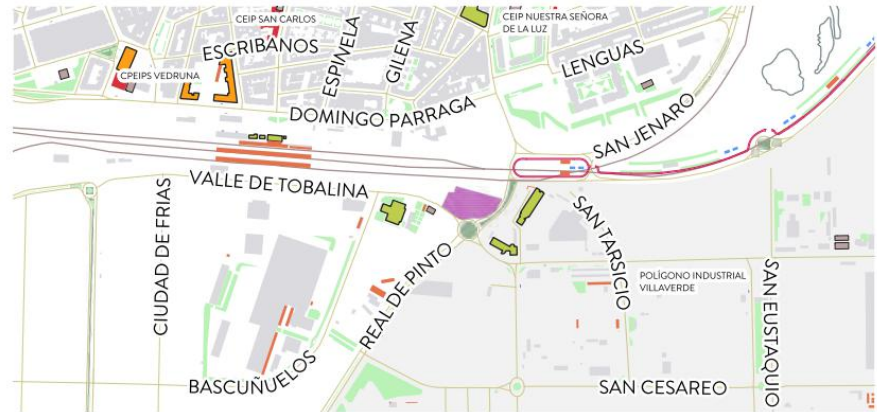 CEIP SAN CARLOS
CEIP NUESTRA SEÑORA
DE LA LUZ
ESCRIBANOS
ESPINELA
GILENA
LENGUAS
CPEIPS VEDRUNA
DOMINGO PARRAGA
SAN JENARO
VALLE DE TOBALINA
CIUDAD DE FRIAS
REAL DE PINTO
SAN TARSICIO
POLÍGONO INDUSTRIAL
VILLAVERDE
SAN EUSTAQUIO
BASCUÑUELOS
SAN CESAREO